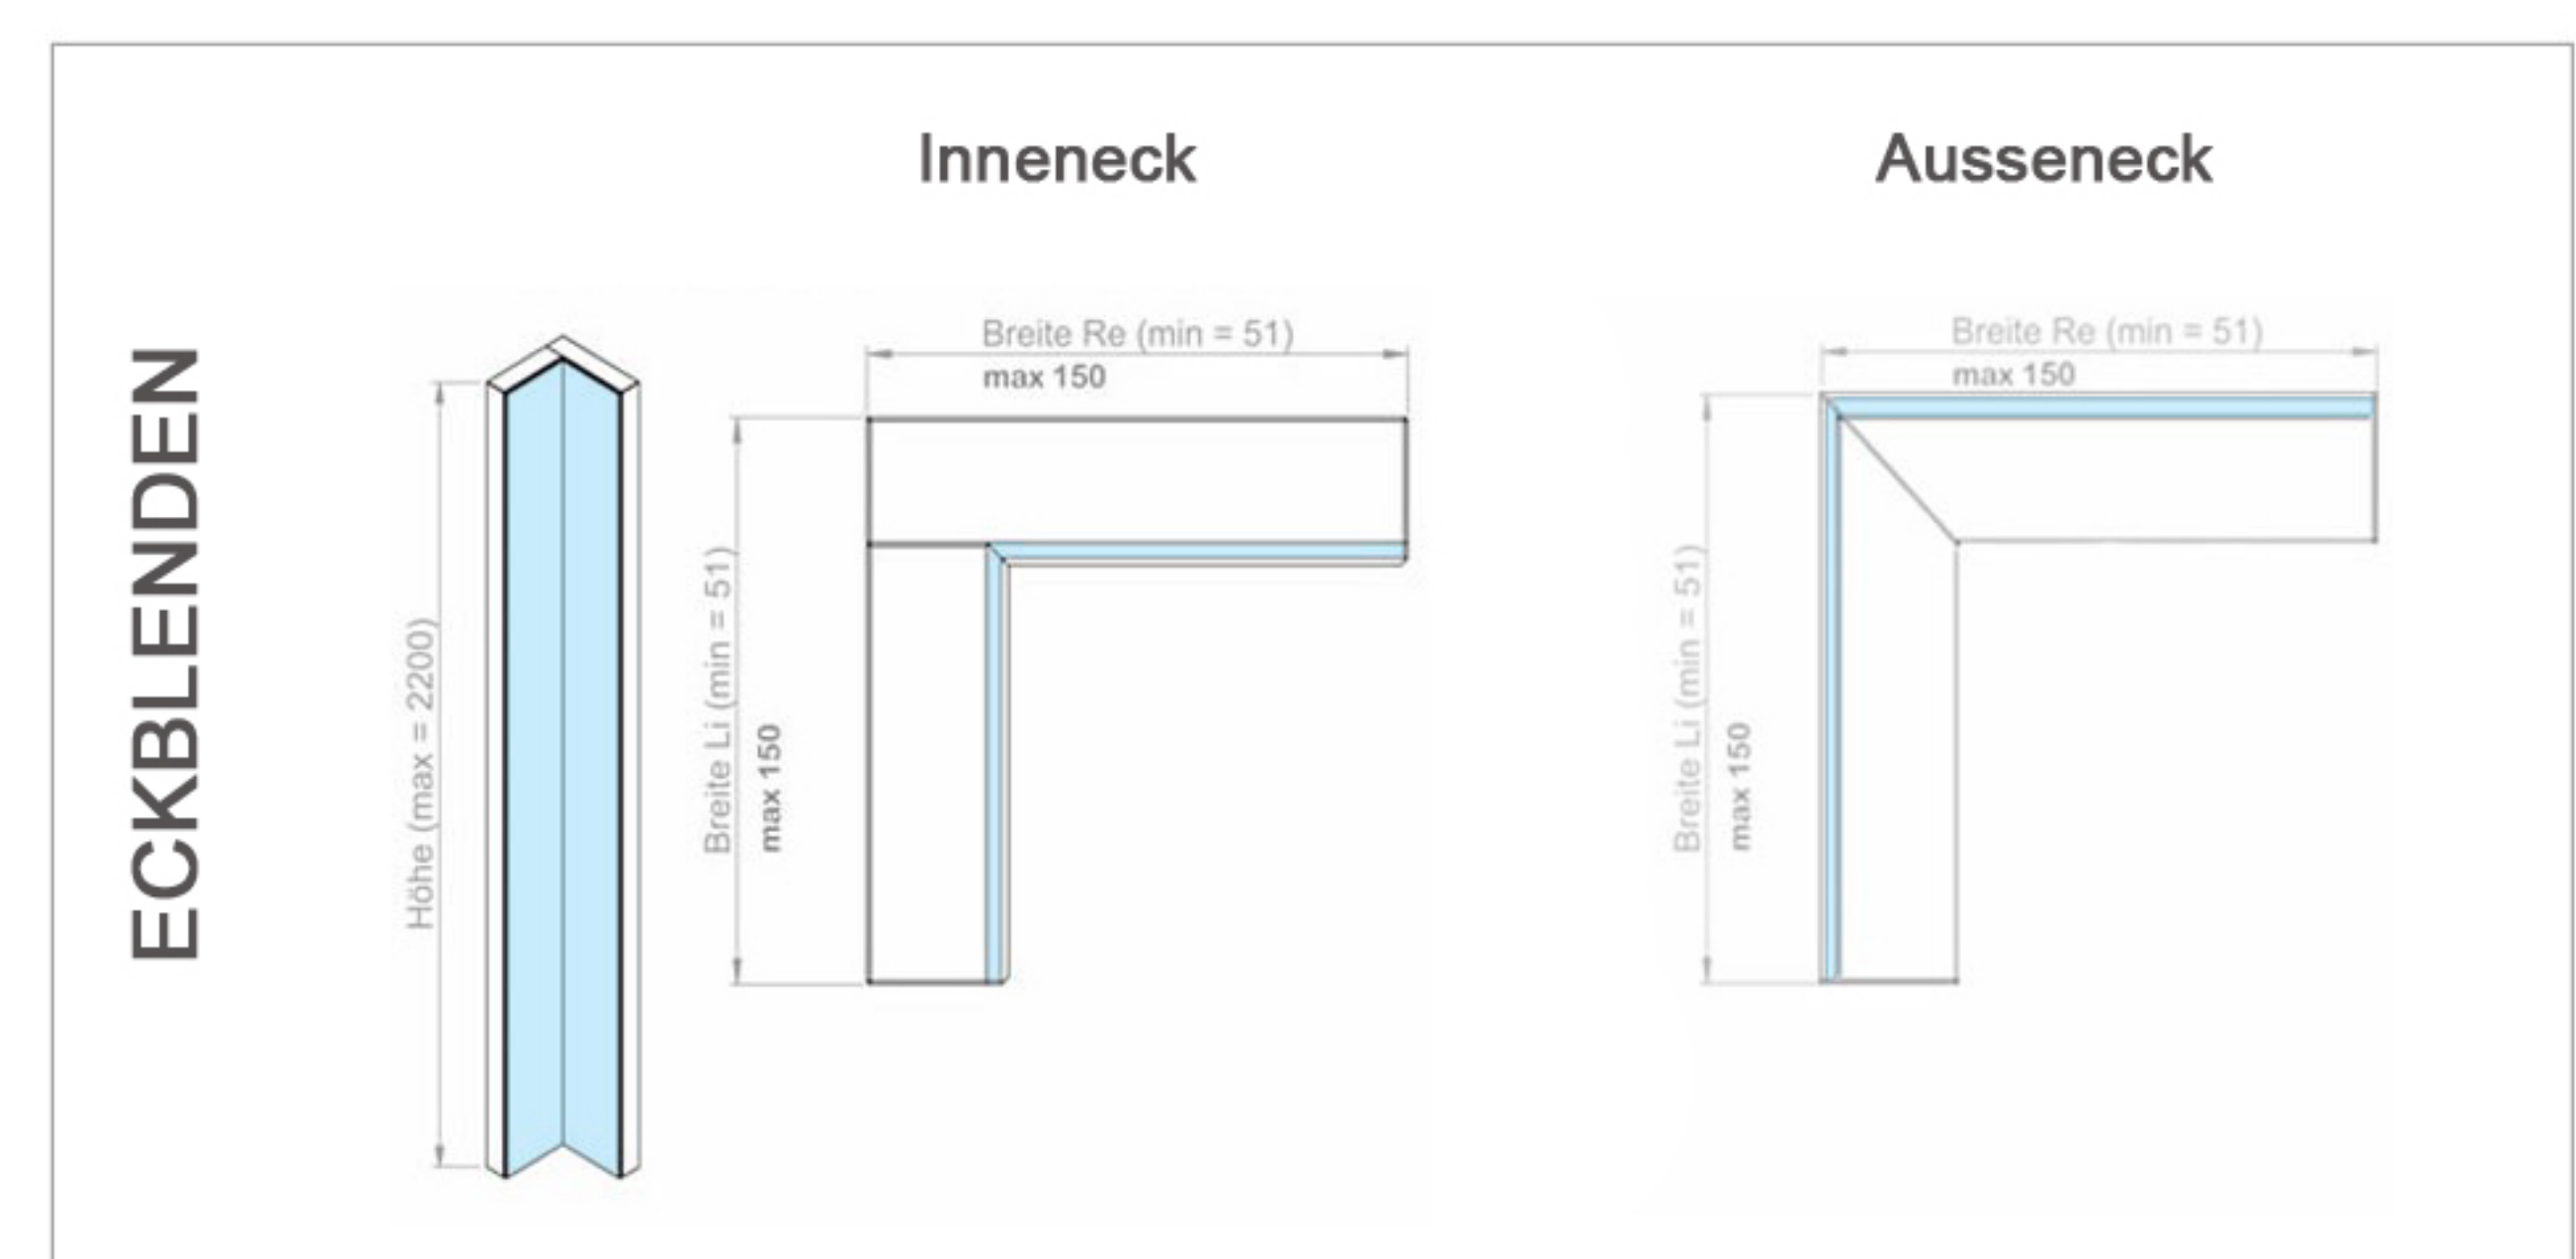 Inneneck
Ausseneck
ECKBLENDEN
Höhe (max = 2200)
Breite Re (min = 51)
max 150
Breite Li (min = 51)
max 150
Breite Re (min = 51)
max 150
Breite Li (min = 51)
max 150